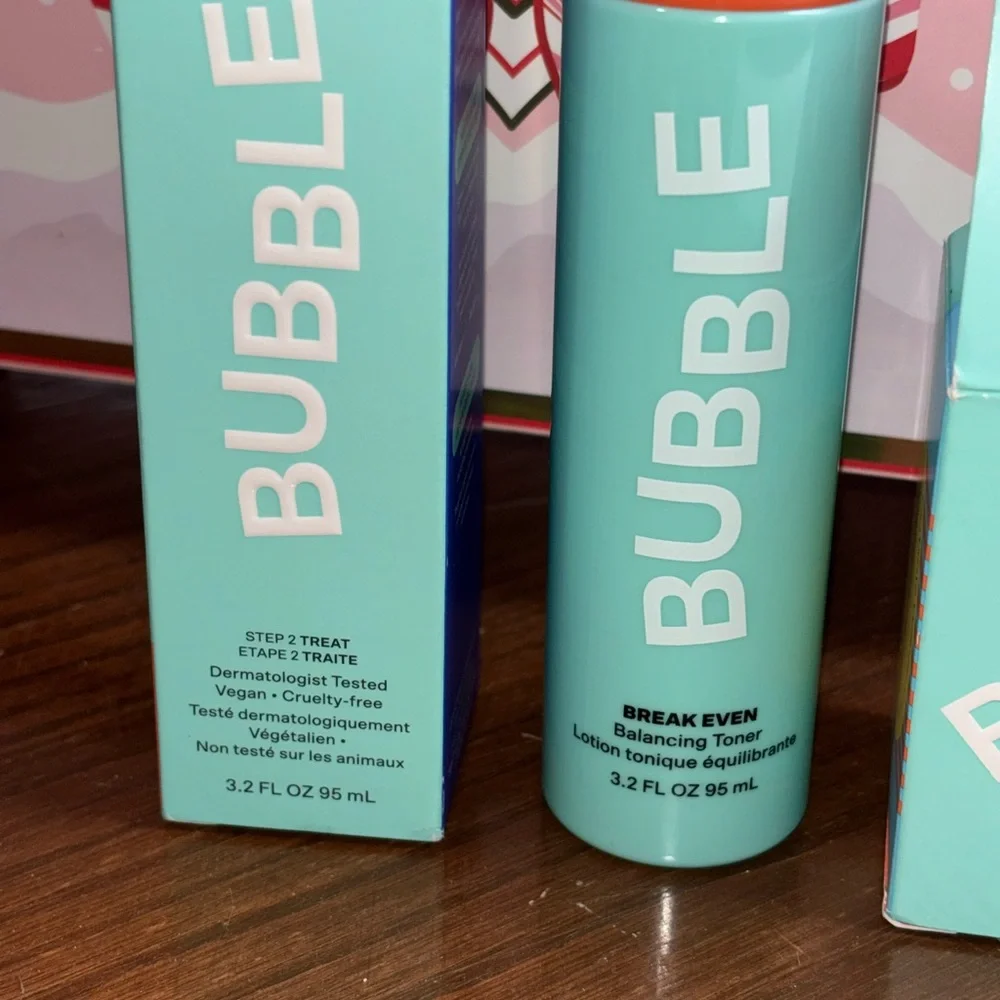 BUBBLE
STEP 2 TREAT
ETAPE 2 TRAITE
Dermatologist Tested
Vegan • Cruelty-free
Testé dermatologiquement
Végétalien •
Non testé sur les animaux
3.2 FL OZ 95 mL
BUBBLE
BREAK EVEN
Balancing Toner
Lotion tonique équilibrante
3.2 FL OZ 95 mL